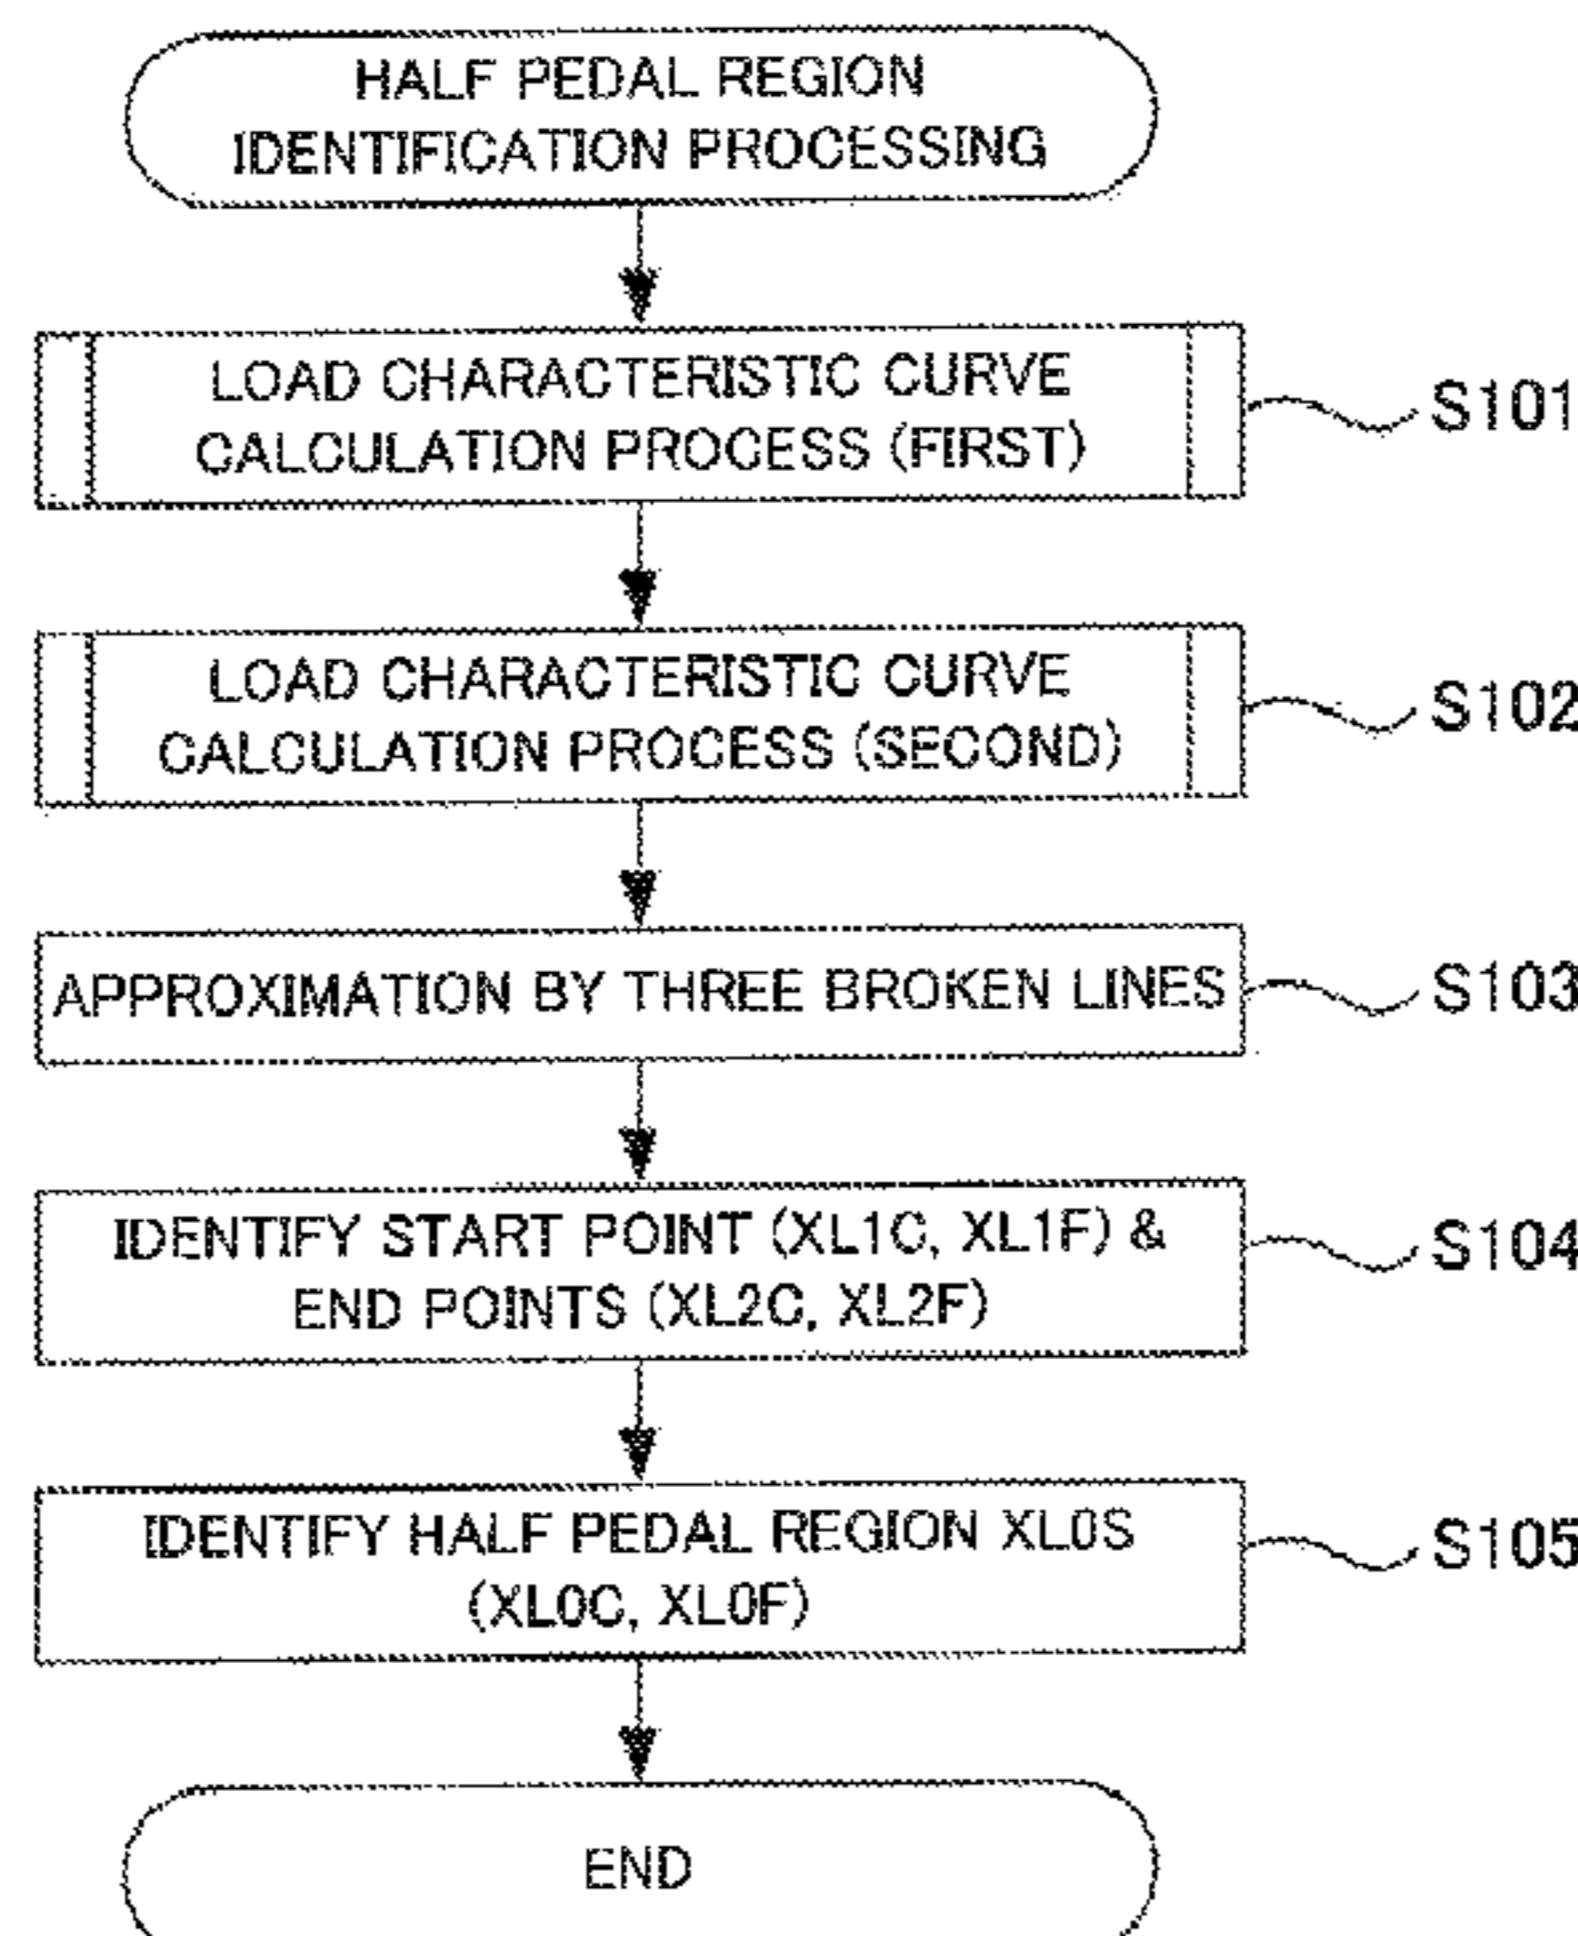 HALF PEDAL REGION
IDENTIFICATION PROCESSING
LOAD CHARACTERISTIC CURVE
CALCULATION PROCESS (FIRST)
S101
LOAD CHARACTERISTIC CURVE
CALCULATION PROCESS (SECOND)
S102
APPROXIMATION BY THREE BROKEN LINES
S103
IDENTIFY START POINT (XL1C, XL1F) &
END POINTS (XL2C, XL2F)
S104
IDENTIFY HALF PEDAL REGION XL0S
(XL0C, XL0F)
S105
END